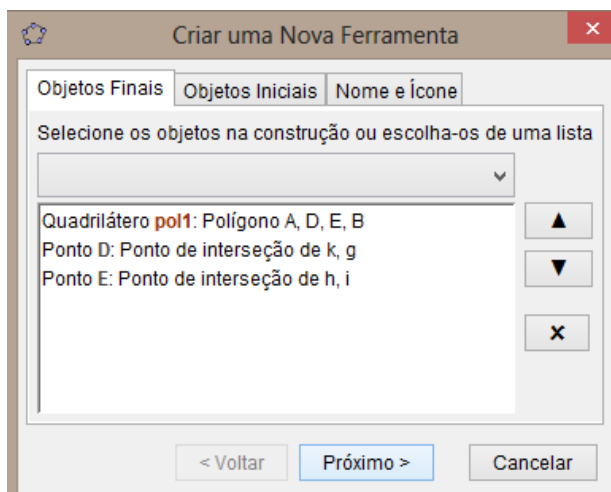 Criar uma Nova Ferramenta
×
Objetos Finais Objetos Iniciais Nome e Ícone
Selecione os objetos na construção ou escolha-os de uma lista
Quadrilátero pol1: Polígono A, D, E, B
Ponto D: Ponto de interseção de k, g
Ponto E: Ponto de interseção de h, i
< Voltar Próximo > Cancelar